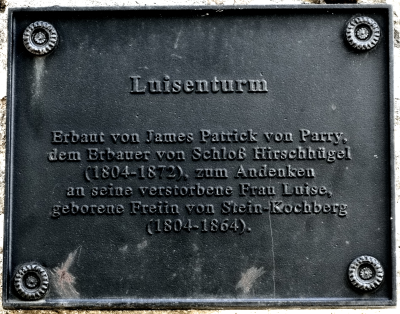 Luisenturm
Erbaut von James Patrick von Parry,
dem Erbauer von Schloß Hirschhügel
(1804-1872), zum Andenken
an seine verstorbene Frau Luise,
geborene Freiin von Stein-Kochberg
(1804-1864).